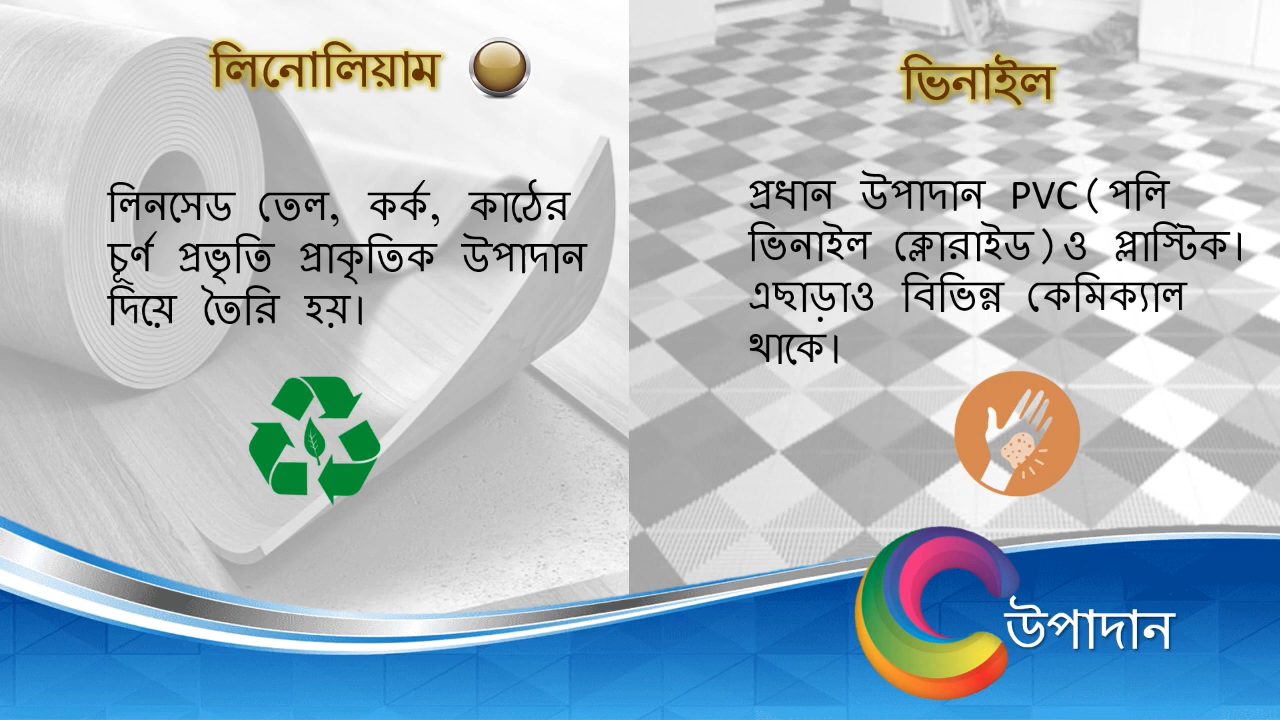 লিনোলিয়াম
লিনসেড তেল, কর্ক, কাঠের
চূর্ণ প্রভৃতি প্রাকৃতিক উপাদান
দিয়ে তৈরি হয়।
ভিনাইল
প্রধান উপাদান PVC(পলি
ভিনাইল ক্লোরাইড)ও প্লাস্টিক।
এছাড়াও বিভিন্ন কেমিক্যাল
থাকে।
উপাদান